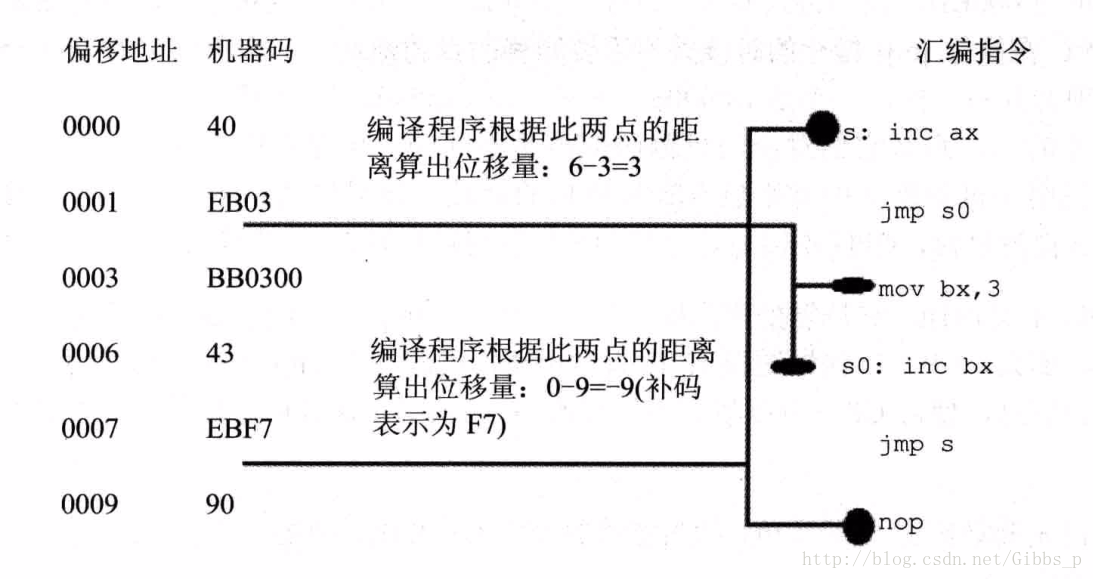 偏移地址 机器码 汇编指令
0000 40 编译程序根据此两点的距 s: inc ax
离算出位移量：6-3=3
0001 EB03 jmp s0
0003 BB0300 mov bx,3
0006 43 编译程序根据此两点的距离 s0: inc bx
算出位移量：0-9=-9(补码
0007 EBF7 表示为 F7) jmp s
0009 90 nop
http://blog.csdn.net/Gibbs_p